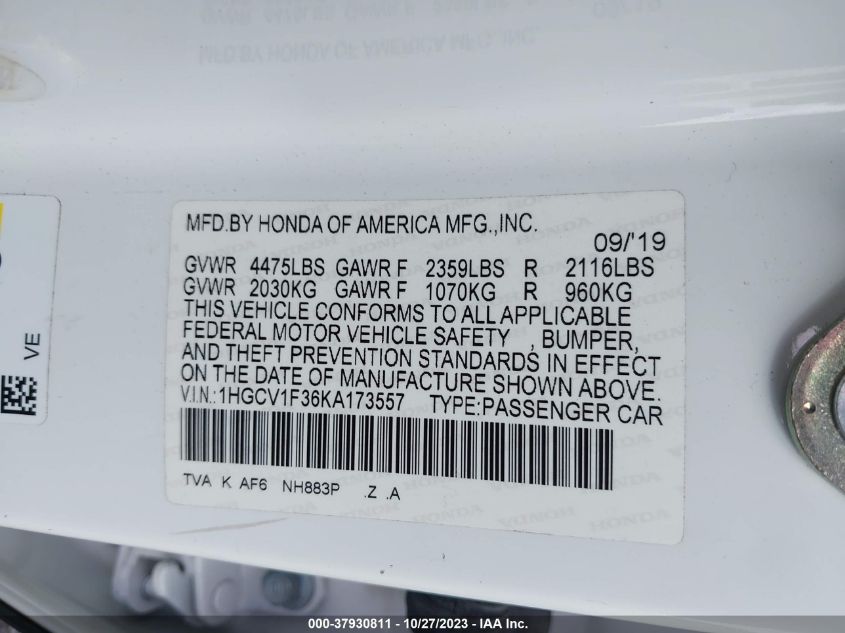 MFD.BY HONDA OF AMERICA MFG.,INC.
09/'19
GVWR 4475LBS GAWR F 2359LBS R 2116LBS
GVWR 2030KG GAWR F 1070KG R 960KG
THIS VEHICLE CONFORMS TO ALL APPLICABLE
FEDERAL MOTOR VEHICLE SAFETY , BUMPER,
AND THEFT PREVENTION STANDARDS IN EFFECT
ON THE DATE OF MANUFACTURE SHOWN ABOVE.
V.I.N.:1HGCV1F36KA173557 TYPE:PASSENGER CAR
TVA K AF6 NH883P .Z .A
VE
000-37930811 - 10/27/2023 - IAAI Inc.